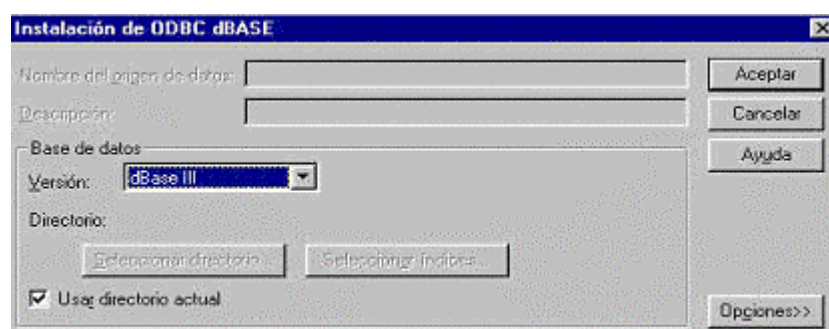 Instalación de ODBC dBASE
Nombre del origen de datos:
Aceptar
Descripción:
Cancelar
Base de datos
Ayuda
Versión: dBase III
Directorio:
Seleccionar directorio... Seleccionar índices...
Usar directorio actual
Opciones>>